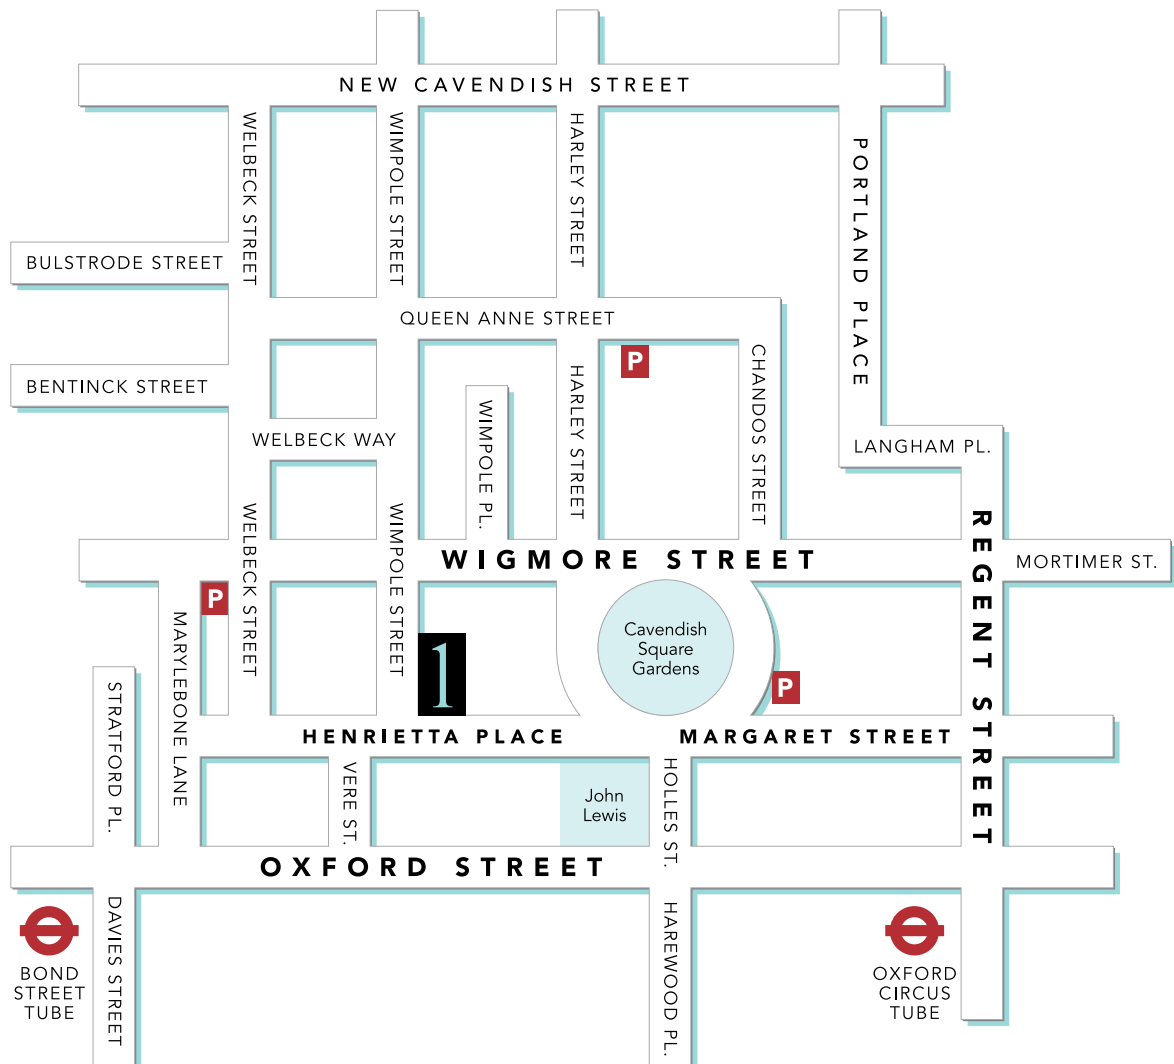 NEW CAVENDISH STREET
WELBECK STREET
WIMPOLE STREET
HARLEY STREET
PORTLAND PLACE
BULSTRODE STREET
QUEEN ANNE STREET
P
BENTINCK STREET
CHANDOS STREET
HARLEY STREET
WIMPOLE PL.
WELBECK WAY
LANGHAM PL.
WELBECK STREET
WIMPOLE STREET
WIGMORE STREET
REGENT STREET
MORTIMER ST.
P
MARYLEBONE LANE
1
Cavendish
Square
Gardens
P
STRATFORD PL.
HENRIETTA PLACE
MARGARET STREET
VERE ST.
John
Lewis
HOLLES ST.
OXFORD STREET
DAVIES STREET
HAREWOOD PL.
BOND
STREET
TUBE
OXFORD
CIRCUS
TUBE